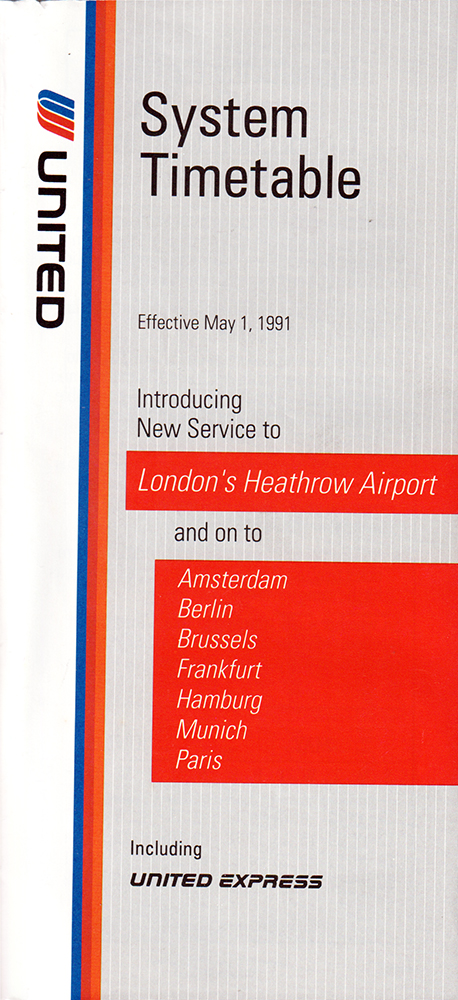 UNITED
System
Timetable
Effective May 1, 1991
Introducing
New Service to
London's Heathrow Airport
and on to
Amsterdam
Berlin
Brussels
Frankfurt
Hamburg
Munich
Paris
Including
UNITED EXPRESS